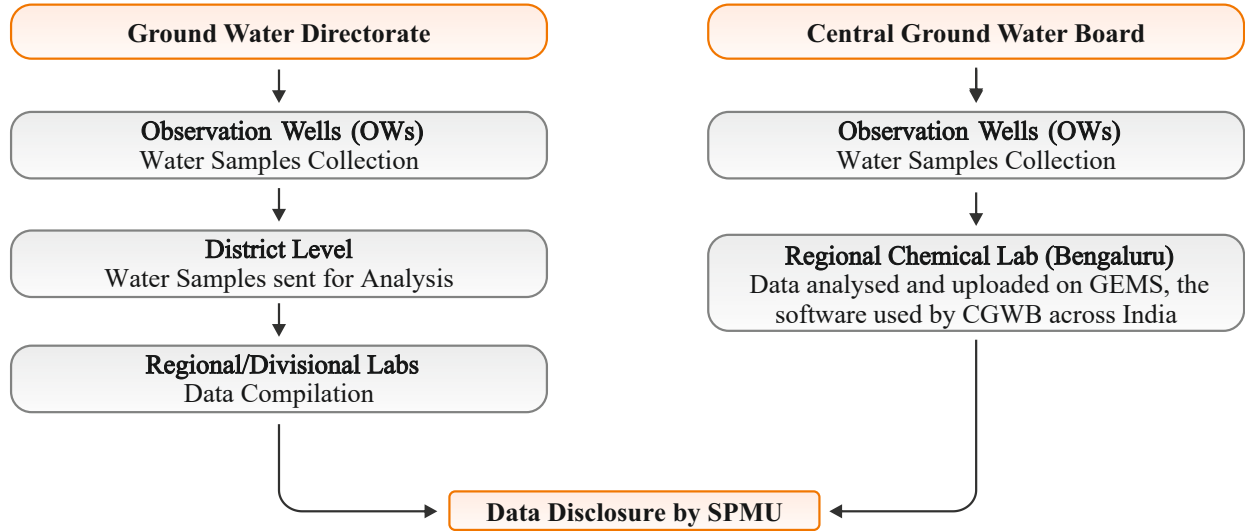 Ground Water Directorate
Observation Wells (OWs)
Water Samples Collection
District Level
Water Samples sent for Analysis
Regional/Divisional Labs
Data Compilation
Central Ground Water Board
Observation Wells (OWs)
Water Samples Collection
Regional Chemical Lab (Bengaluru)
Data analysed and uploaded on GEMS, the
software used by CGWB across India
Data Disclosure by SPMU